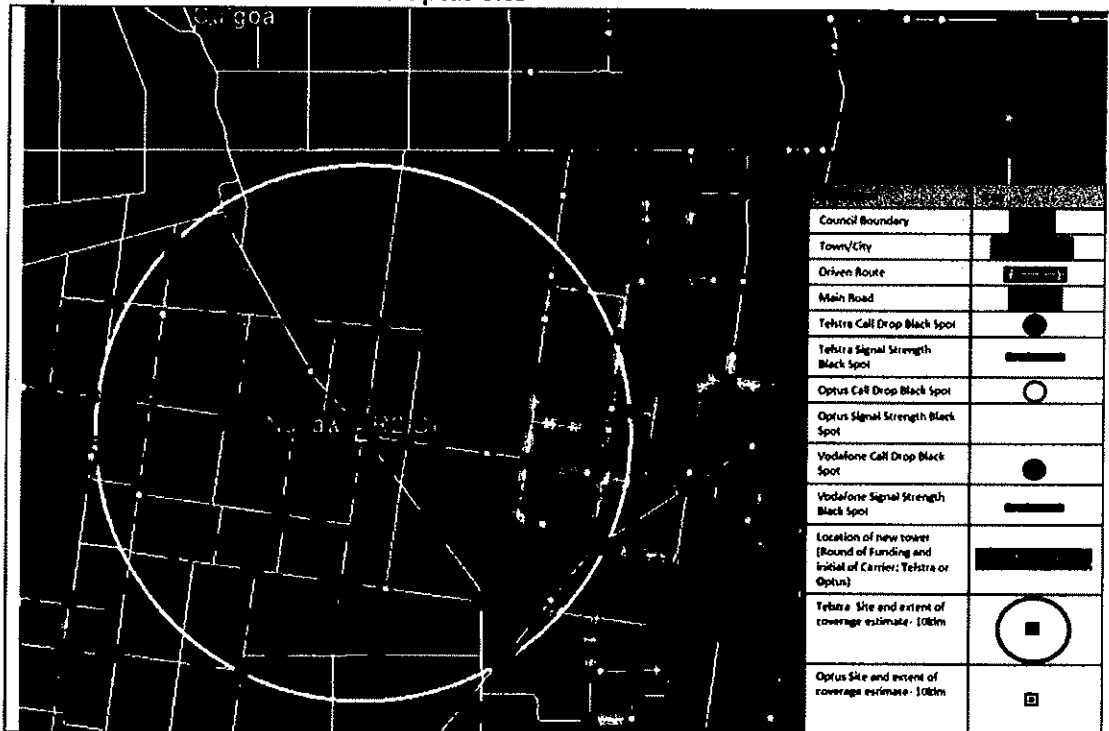 Council Boundary
Town/City
Driven Route
Main Road
Telstra Call Drop Black Spot
Telstra Signal Strength
Black Spot
Optus Call Drop Black Spot
Optus Signal Strength Black
Spot
Vodafone Call Drop Black
Spot
Vodafone Signal Strength
Black Spot
Location of new tower
(Round of Funding and
initial of Carrier; Telstra or
Optus)
Telstra Site and extent of
coverage estimate- 10klm
Optus Site and extent of
coverage estimate- 10klm